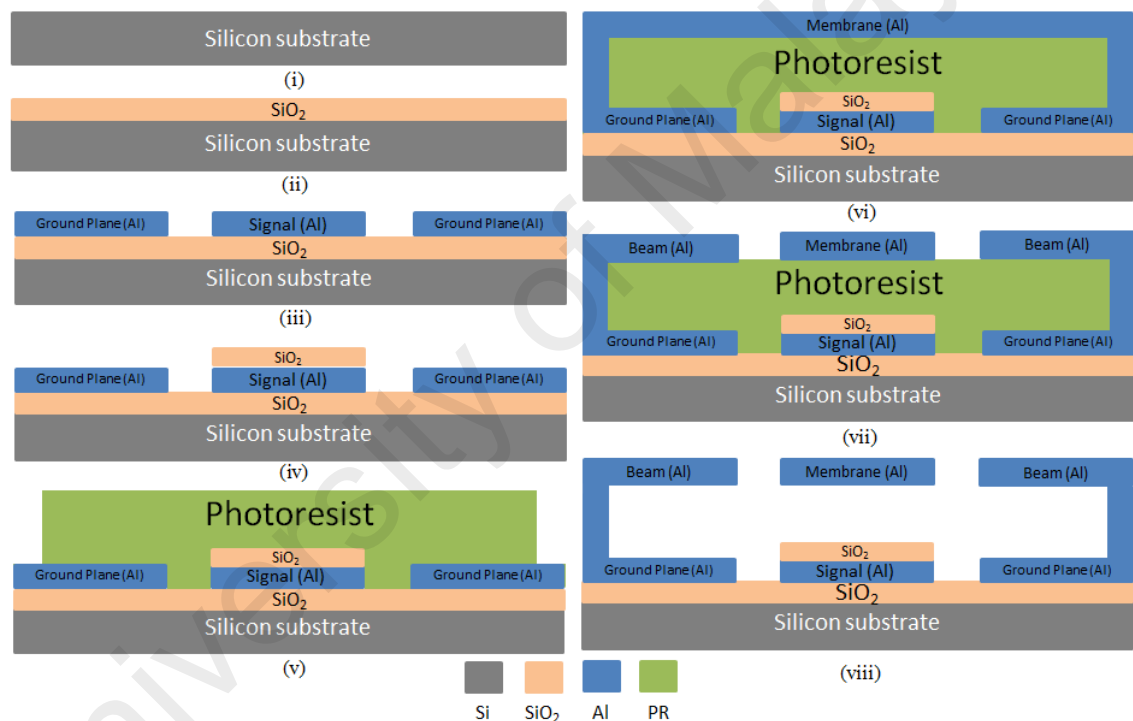 Silicon substrate
(i)
SiO₂
Silicon substrate
(ii)
Ground Plane (Al) Signal (Al) Ground Plane (Al)
SiO₂
Silicon substrate
(iii)
SiO₂
Ground Plane (Al) Signal (Al) Ground Plane (Al)
SiO₂
Silicon substrate
(iv)
Photoresist
SiO₂
Ground Plane (Al) Signal (Al) Ground Plane (Al)
SiO₂
Silicon substrate
(v)
Membrane (Al)
Photoresist
SiO₂
Ground Plane (Al) Signal (Al) Ground Plane (Al)
SiO₂
Silicon substrate
(vi)
Beam (Al) Membrane (Al) Beam (Al)
Photoresist
SiO₂
Ground Plane (Al) Signal (Al) Ground Plane (Al)
SiO₂
Silicon substrate
(vii)
Beam (Al) Membrane (Al) Beam (Al)
SiO₂
Ground Plane (Al) Signal (Al) Ground Plane (Al)
SiO₂
Silicon substrate
(viii)
Si SiO₂ Al PR
iversity of Malay